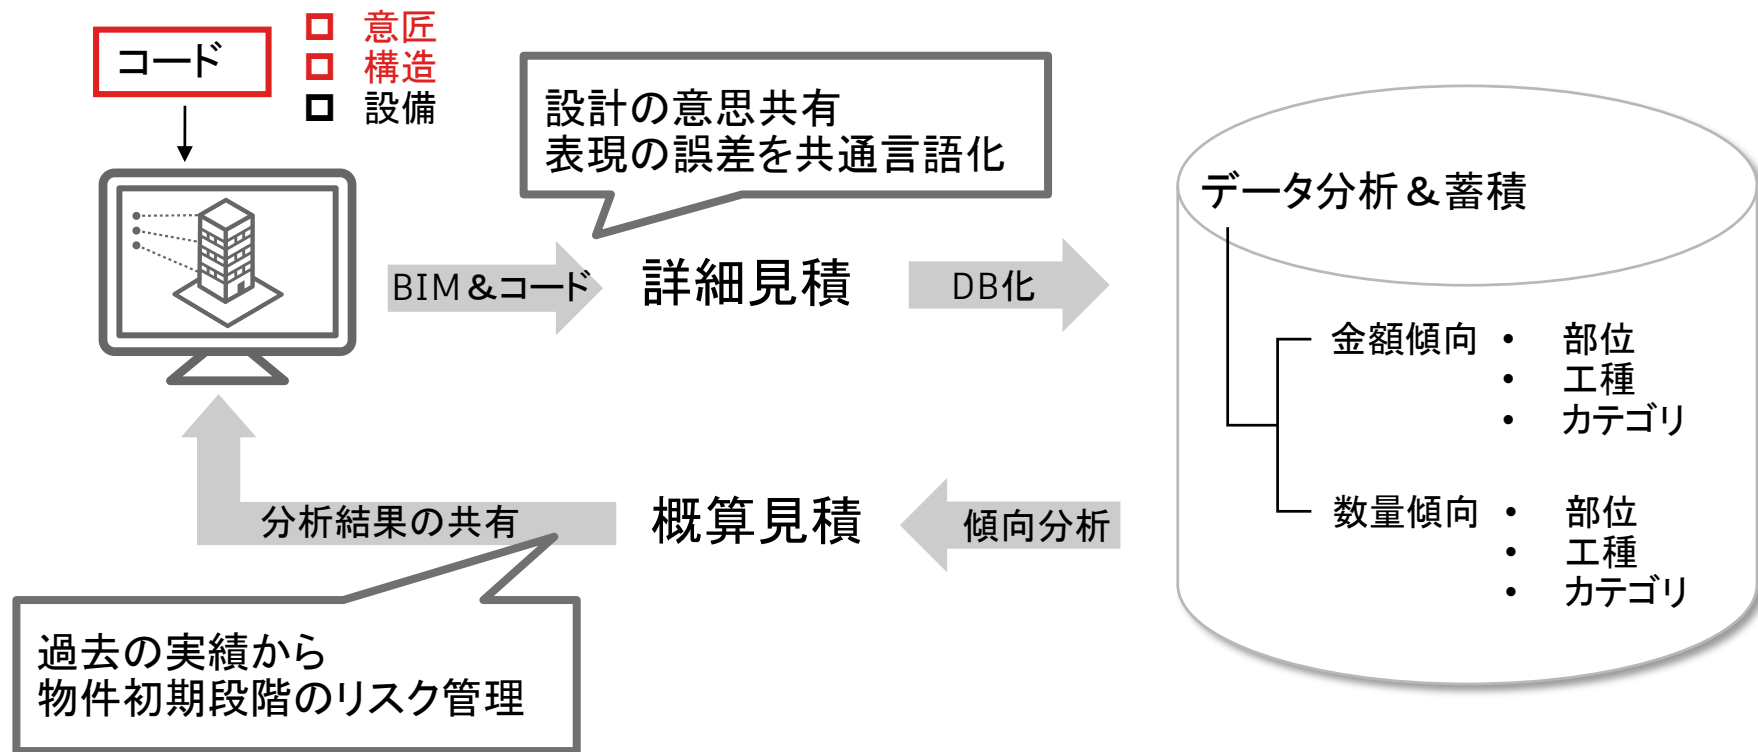 コード
意匠
構造
設備
設計の意思共有
表現の誤差を共通言語化
BIM＆コード
詳細見積
DB化
データ分析＆蓄積
金額傾向
• 部位
• 工種
• カテゴリ
数量傾向
• 部位
• 工種
• カテゴリ
傾向分析
概算見積
分析結果の共有
過去の実績から
物件初期段階のリスク管理